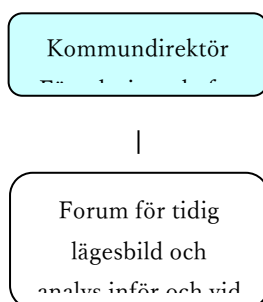 Kommundirektör
Forum för tidig
lägesbild och
analys inför och vid